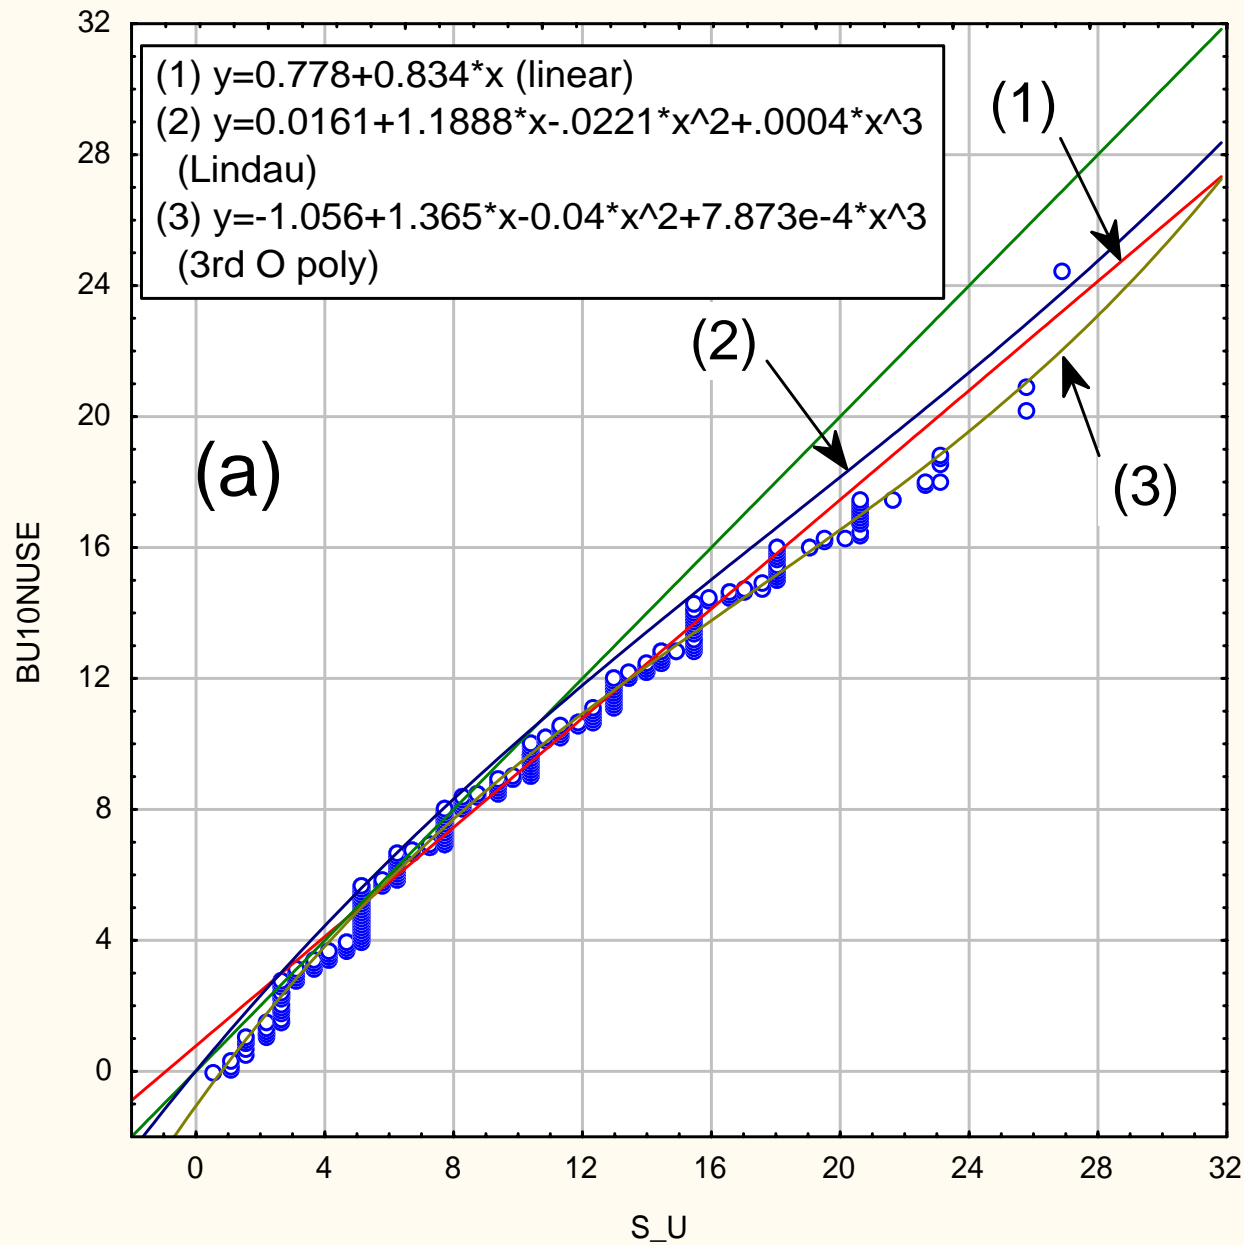 32
28
24
20
16
12
8
4
0
BU10NUSE
(1) y=0.778+0.834*x (linear)
(2) y=0.0161+1.1888*x-.0221*x^2+.0004*x^3
(Lindau)
(3) y=-1.056+1.365*x-0.04*x^2+7.873e-4*x^3
(3rd O poly)
(1)
(2)
(a)
(3)
0 4 8 12 16 20 24 28 32
S_U